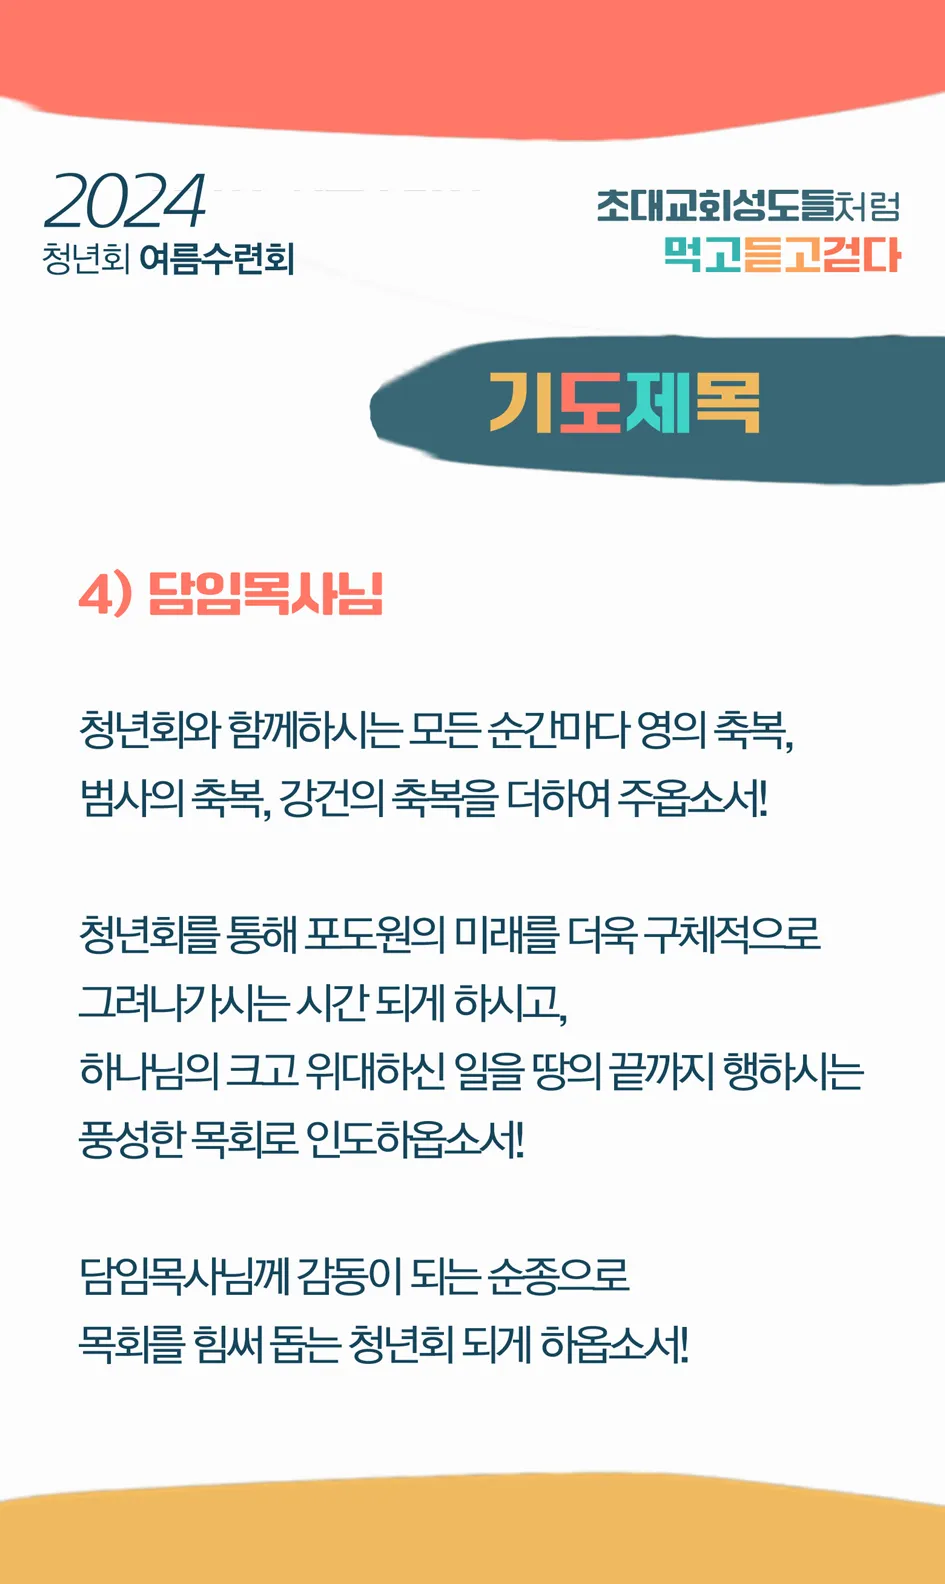 2024
청년회 여름수련회
초대교회성도들처럼
먹고듣고걷다
기도제목
4) 담임목사님
청년회와 함께하시는 모든 순간마다 영의 축복,
범사의 축복, 강건의 축복을 더하여 주옵소서!
청년회를 통해 포도원의 미래를 더욱 구체적으로
그려나가시는 시간 되게 하시고,
하나님의 크고 위대하신 일을 땅의 끝까지 행하시는
풍성한 목회로 인도하옵소서!
담임목사님께 감동이 되는 순종으로
목회를 힘써 돕는 청년회 되게 하옵소서!